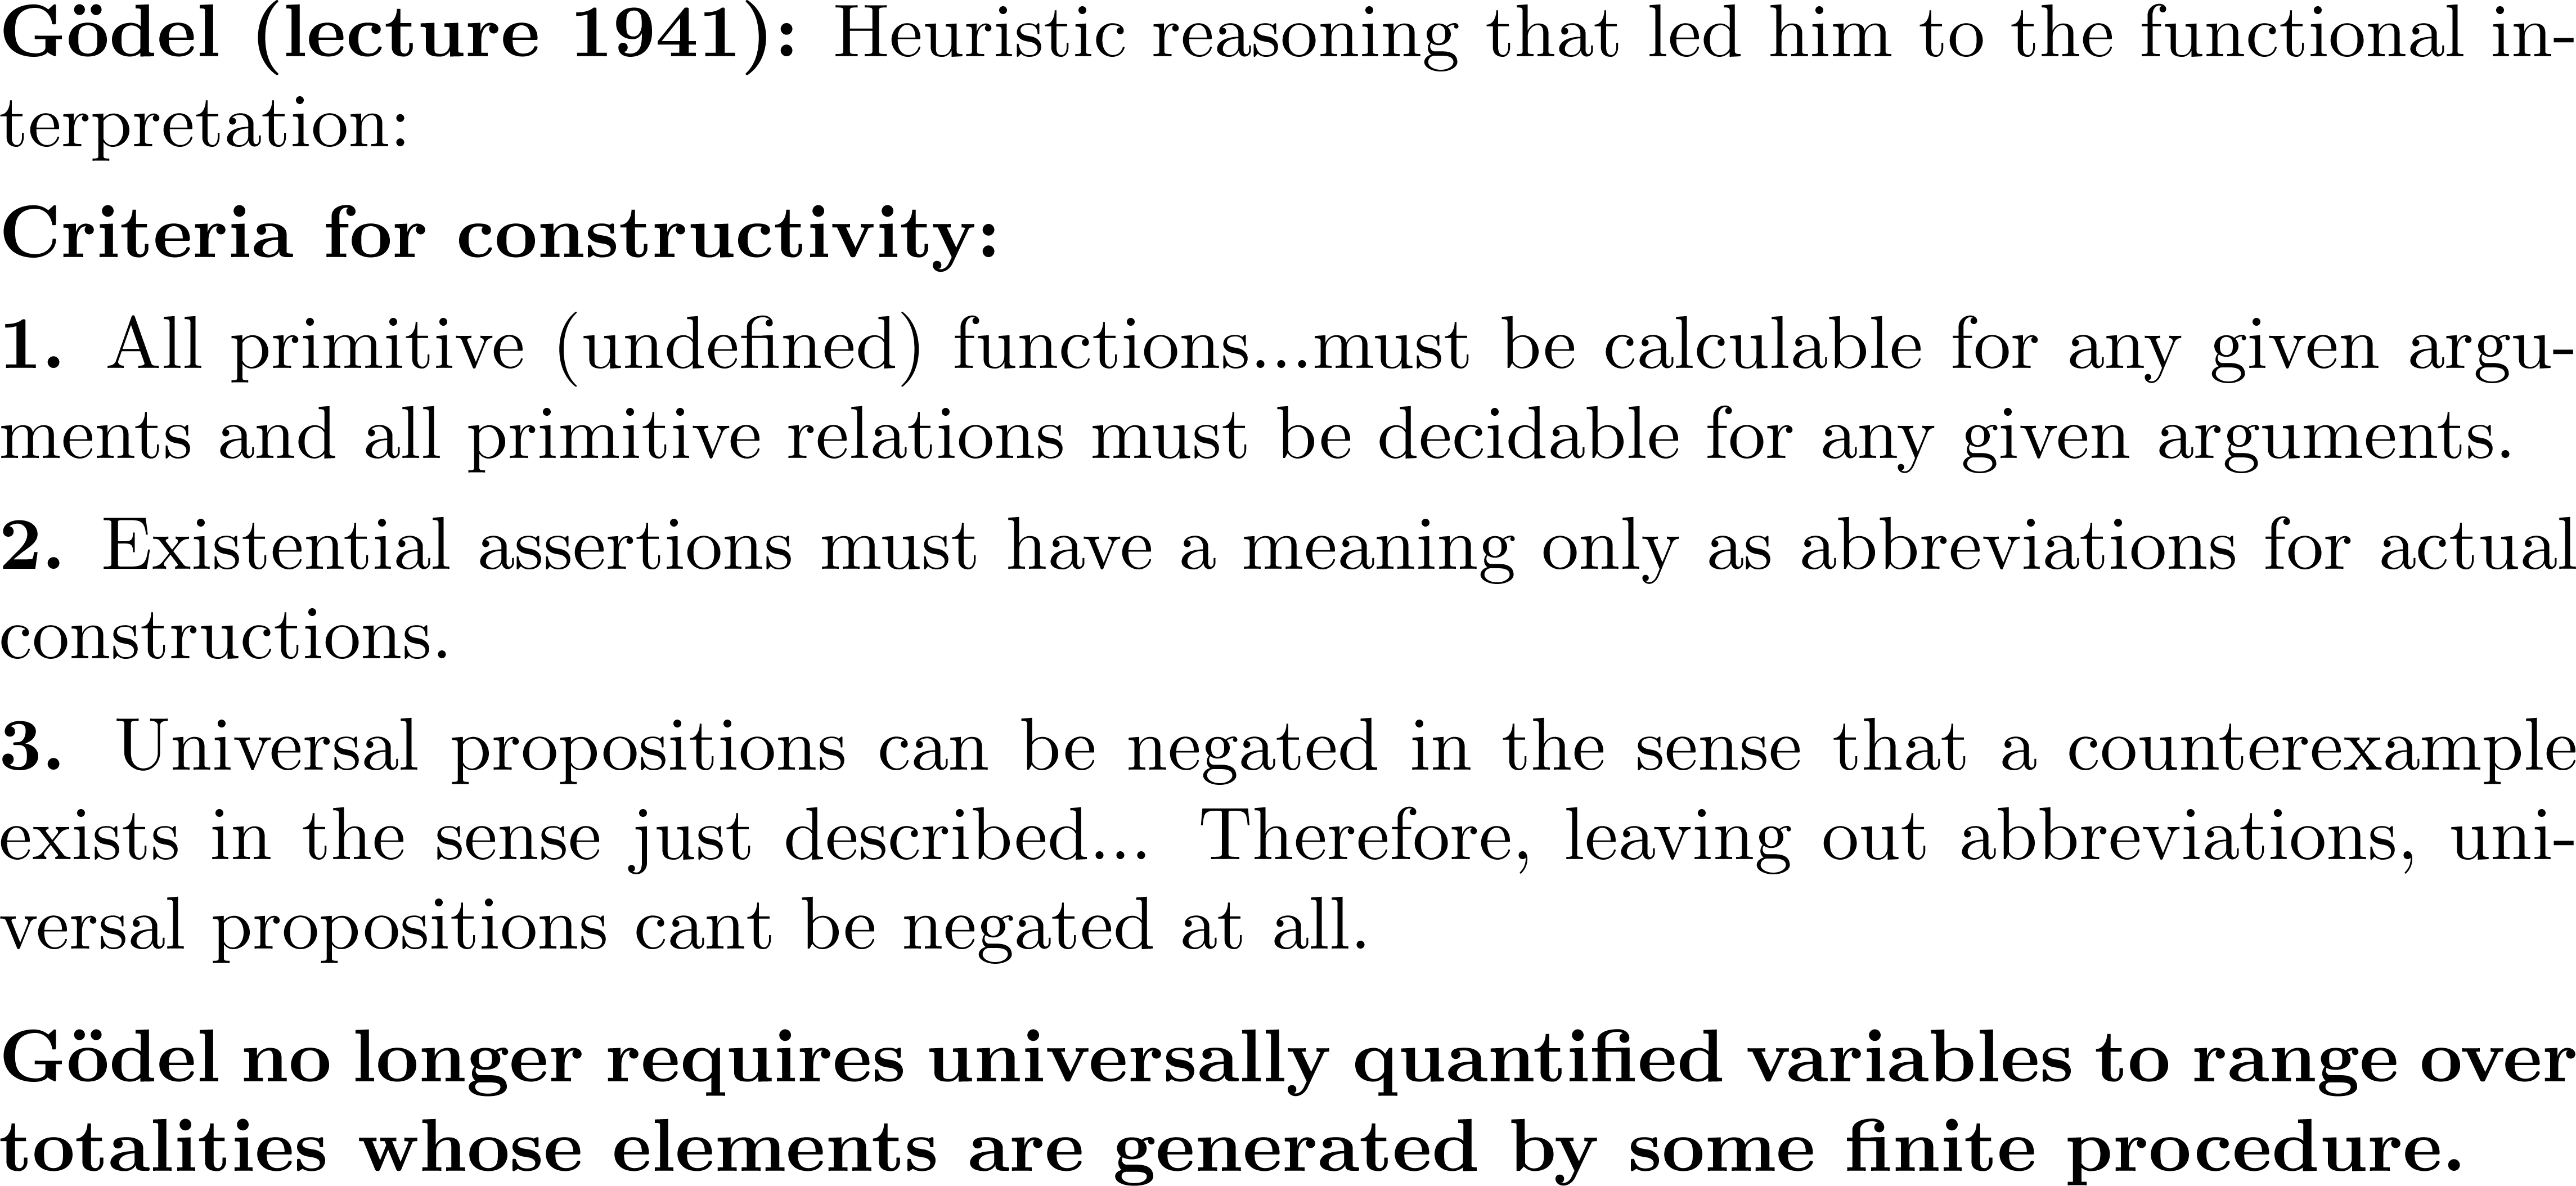 Gödel (lecture 1941): Heuristic reasoning that led him to the functional in-
terpretation:
Criteria for constructivity:
1. All primitive (undefined) functions...must be calculable for any given argu-
ments and all primitive relations must be decidable for any given arguments.
2. Existential assertions must have a meaning only as abbreviations for actual
constructions.
3. Universal propositions can be negated in the sense that a counterexample
exists in the sense just described... Therefore, leaving out abbreviations, uni-
versal propositions cant be negated at all.
Gödel no longer requires universally quantified variables to range over
totalities whose elements are generated by some finite procedure.